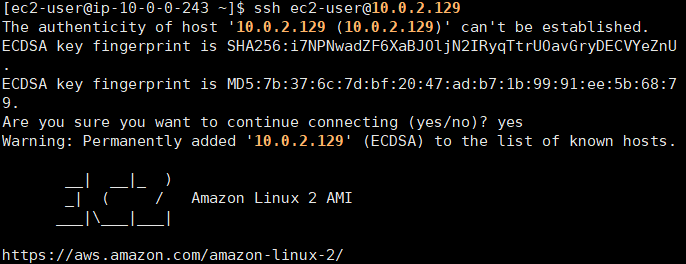 [ec2-user@ip-10-0-0-243 ~]$ ssh ec2-user@10.0.2.129
The authenticity of host '10.0.2.129 (10.0.2.129)' can't be established.
ECDSA key fingerprint is SHA256:i7NPNwadZF6XaBJOljN2IRyqTtrUOavGryDECVYeZnU
.
ECDSA key fingerprint is MD5:7b:37:6c:7d:bf:20:47:ad:b7:1b:99:91:ee:5b:68:7
9.
Are you sure you want to continue connecting (yes/no)? yes
Warning: Permanently added '10.0.2.129' (ECDSA) to the list of known hosts.
       __|  __|_  )
       _|  (     /   Amazon Linux 2 AMI
      ___|\___|___|
https://aws.amazon.com/amazon-linux-2/